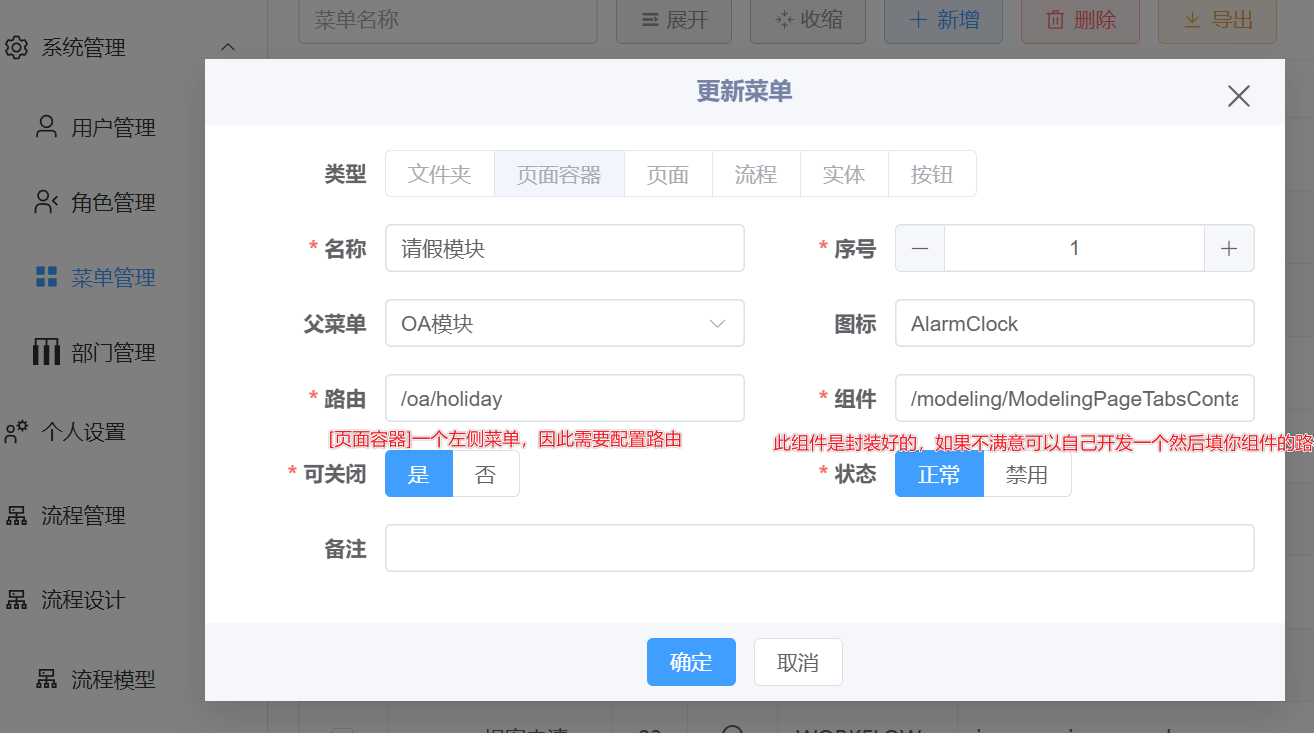 菜单名称
展开
收缩
新增
删除
导出
系统管理
用户管理
角色管理
菜单管理
部门管理
个人设置
流程管理
流程设计
流程模型
更新菜单
类型 文件夹 页面容器 页面 流程 实体 按钮
* 名称 请假模块
* 序号 1
父菜单 OA模块
图标 AlarmClock
* 路由 /oa/holiday
* 组件 /modeling/ModelingPageTabsConta
[页面容器]一个左侧菜单，因此需要配置路由
此组件是封装好的，如果不满意可以自己开发一个然后填你组件的路
* 可关闭 是 否
* 状态 正常 禁用
备注
确定 取消